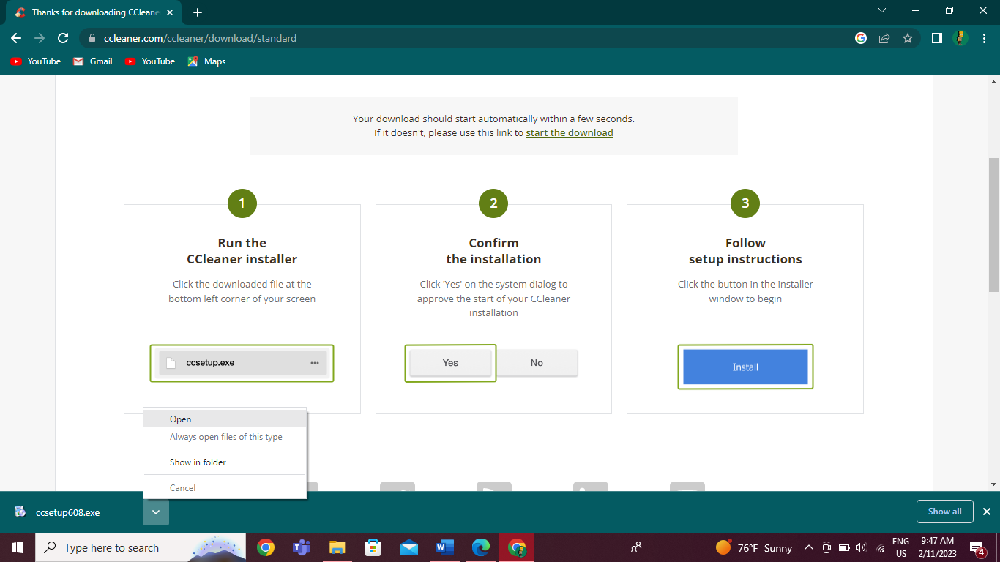 Thanks for downloading CCleane
ccleaner.com/ccleaner/download/standard
YouTube
Gmail
YouTube
Maps
Your download should start automatically within a few seconds.
If it doesn't, please use this link to start the download
1
Run the
CCleaner installer
Click the downloaded file at the
bottom left corner of your screen
ccsetup.exe
2
Confirm
the installation
Click 'Yes' on the system dialog to
approve the start of your CCleaner
installation
Yes
No
3
Follow
setup instructions
Click the button in the installer
window to begin
Install
Open
Always open files of this type
Show in folder
Cancel
ccsetup608.exe
Show all
Type here to search
76°F Sunny
ENG
US
9:47 AM
2/11/2023
4